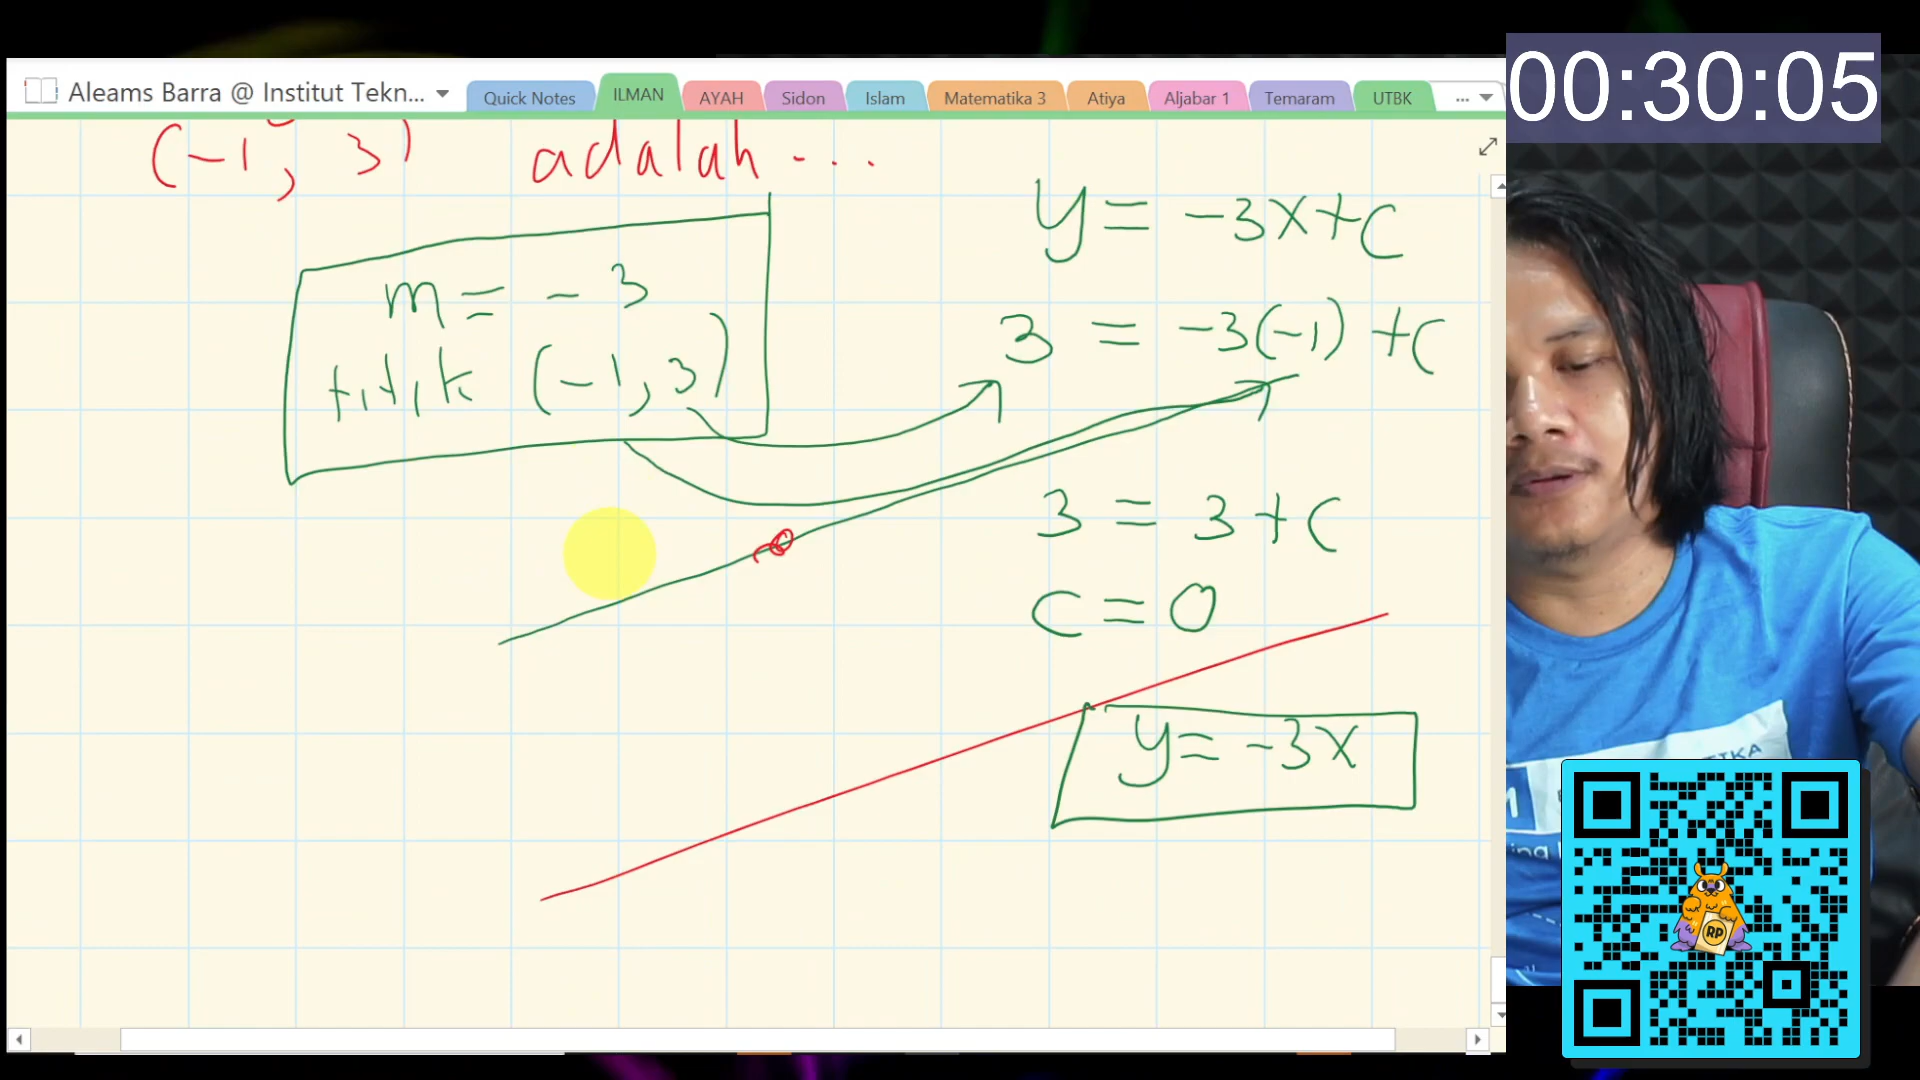 00:30:05
Aleams Barra @ Institut Tekn...
Quick Notes
ILMAN
AYAH
Sidon
Islam
Matematika 3
Atiya
Aljabar 1
Temaram
UTBK
...
(-1, 3) adalah ...
m = -3
titik (-1, 3)
y = -3x+c
3 = -3(-1) +c
3 = 3+c
c = 0
y = -3x
RP